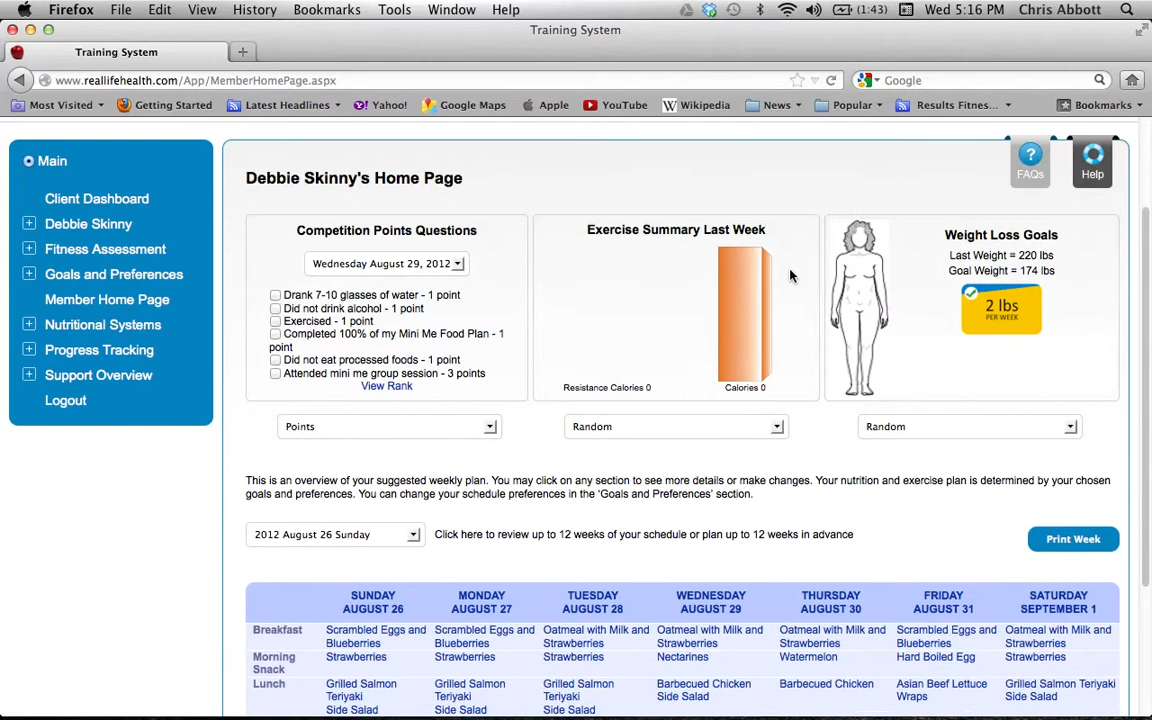 Firefox File Edit View History Bookmarks Tools Window Help (1:43) Wed 5:16 PM Chris Abbott
Training System
Training System
www.reallifehealth.com/App/MemberHomePage.aspx Google
Most Visited Getting Started Latest Headlines Yahoo! Google Maps Apple YouTube Wikipedia News Popular Results Fitnes... Bookmarks
Main
Client Dashboard
Debbie Skinny
Fitness Assessment
Goals and Preferences
Member Home Page
Nutritional Systems
Progress Tracking
Support Overview
Logout
FAQs Help
Debbie Skinny's Home Page
Competition Points Questions
Wednesday August 29, 2012
Drank 7-10 glasses of water - 1 point
Did not drink alcohol - 1 point
Exercised - 1 point
Completed 100% of my Mini Me Food Plan - 1
point
Did not eat processed foods - 1 point
Attended mini me group session - 3 points
View Rank
Points
Exercise Summary Last Week
Resistance Calories 0 Calories 0
Random
Weight Loss Goals
Last Weight = 220 lbs
Goal Weight = 174 lbs
2 lbs
PER WEEK
Random
This is an overview of your suggested weekly plan. You may click on any section to see more details or make changes. Your nutrition and exercise plan is determined by your chosen
goals and preferences. You can change your schedule preferences in the 'Goals and Preferences' section.
2012 August 26 Sunday Click here to review up to 12 weeks of your schedule or plan up to 12 weeks in advance Print Week
SUNDAY MONDAY TUESDAY WEDNESDAY THURSDAY FRIDAY SATURDAY
AUGUST 26 AUGUST 27 AUGUST 28 AUGUST 29 AUGUST 30 AUGUST 31 SEPTEMBER 1
Breakfast Scrambled Eggs and Scrambled Eggs and Oatmeal with Milk and Oatmeal with Milk and Oatmeal with Milk and Scrambled Eggs and Oatmeal with Milk and
Blueberries Blueberries Strawberries Strawberries Strawberries Blueberries Strawberries
Morning Strawberries Strawberries Strawberries Nectarines Watermelon Hard Boiled Egg Strawberries
Snack
Lunch Grilled Salmon Grilled Salmon Grilled Salmon Barbecued Chicken Barbecued Chicken Asian Beef Lettuce Grilled Salmon Teriyaki
Teriyaki Teriyaki Teriyaki Side Salad Wraps Side Salad
Side Salad Side Salad Side Salad